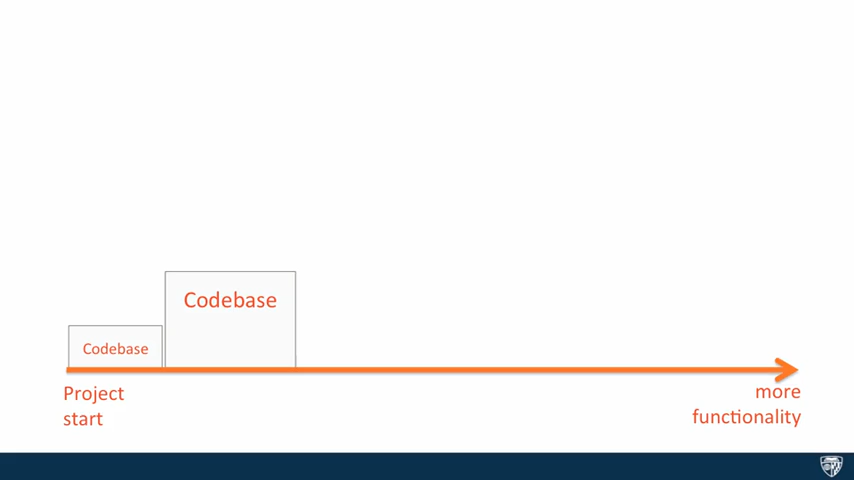 Codebase
Codebase
Project
start
more
functionality